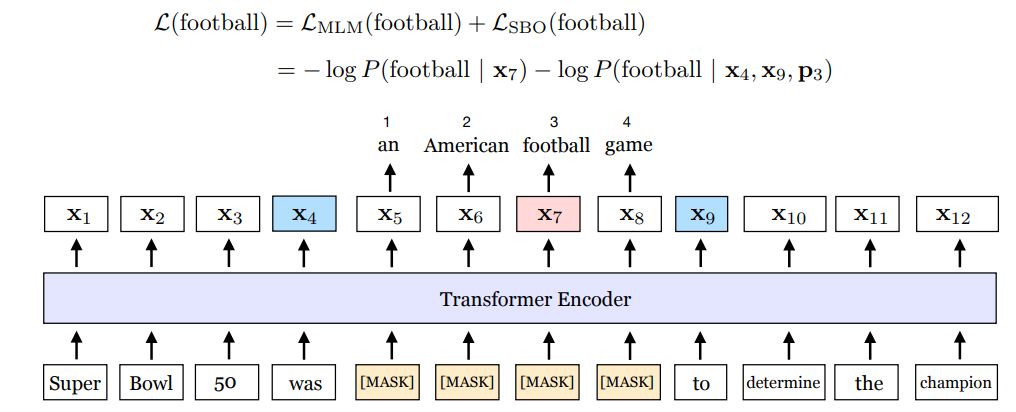 ℒ(football) = ℒ_MLM(football) + ℒ_SBO(football)
= − log P(football | x₇) − log P(football | x₄, x₉, p₃)
1 2 3 4
an American football game
x₁ x₂ x₃ x₄ x₅ x₆ x₇ x₈ x₉ x₁₀ x₁₁ x₁₂
Transformer Encoder
Super Bowl 50 was [MASK] [MASK] [MASK] [MASK] to determine the champion